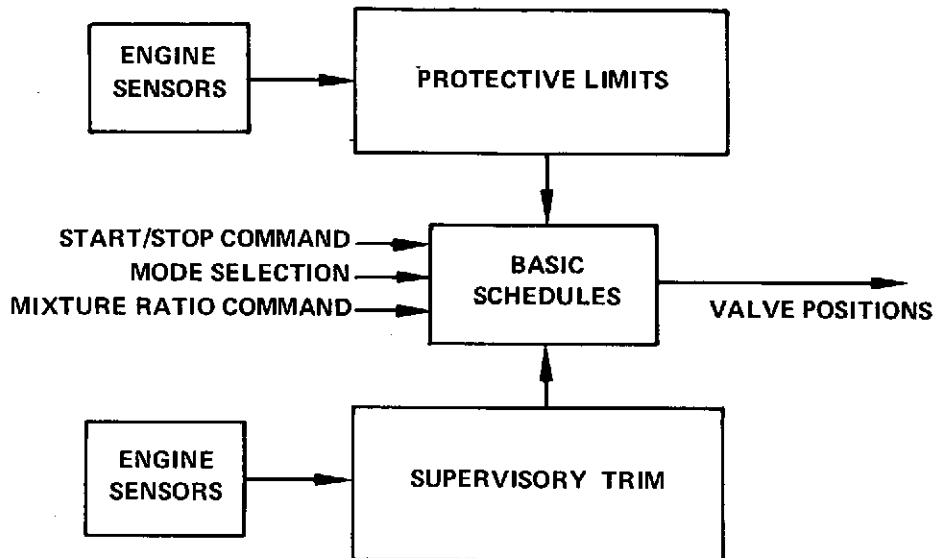 ENGINE
SENSORS
PROTECTIVE LIMITS
START/STOP COMMAND
MODE SELECTION
MIXTURE RATIO COMMAND
BASIC
SCHEDULES
VALVE POSITIONS
ENGINE
SENSORS
SUPERVISORY TRIM